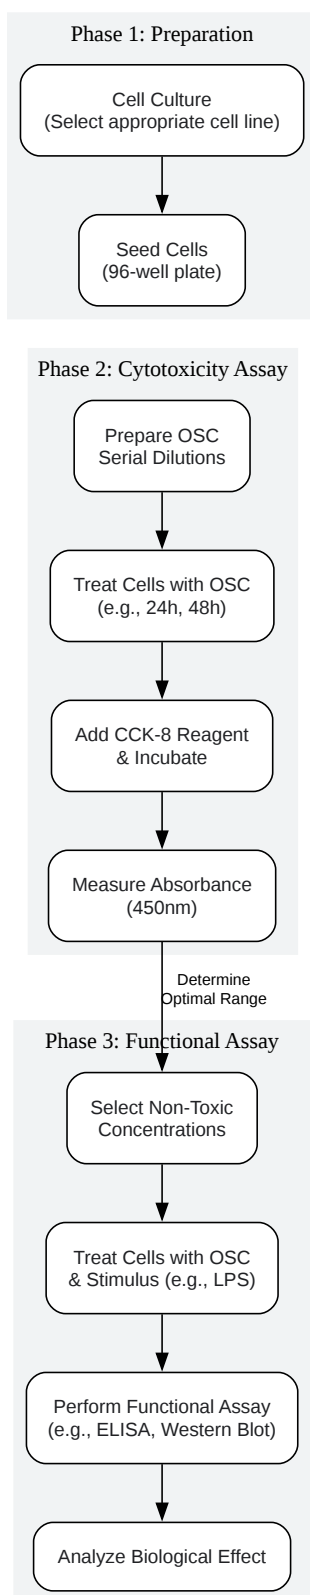 Phase 1: Preparation
Cell Culture
(Select appropriate cell line)
Seed Cells
(96-well plate)
Phase 2: Cytotoxicity Assay
Prepare OSC
Serial Dilutions
Treat Cells with OSC
(e.g., 24h, 48h)
Add CCK-8 Reagent
& Incubate
Measure Absorbance
(450nm)
Determine
Optimal Range
Phase 3: Functional Assay
Select Non-Toxic
Concentrations
Treat Cells with OSC
& Stimulus (e.g., LPS)
Perform Functional Assay
(e.g., ELISA, Western Blot)
Analyze Biological Effect